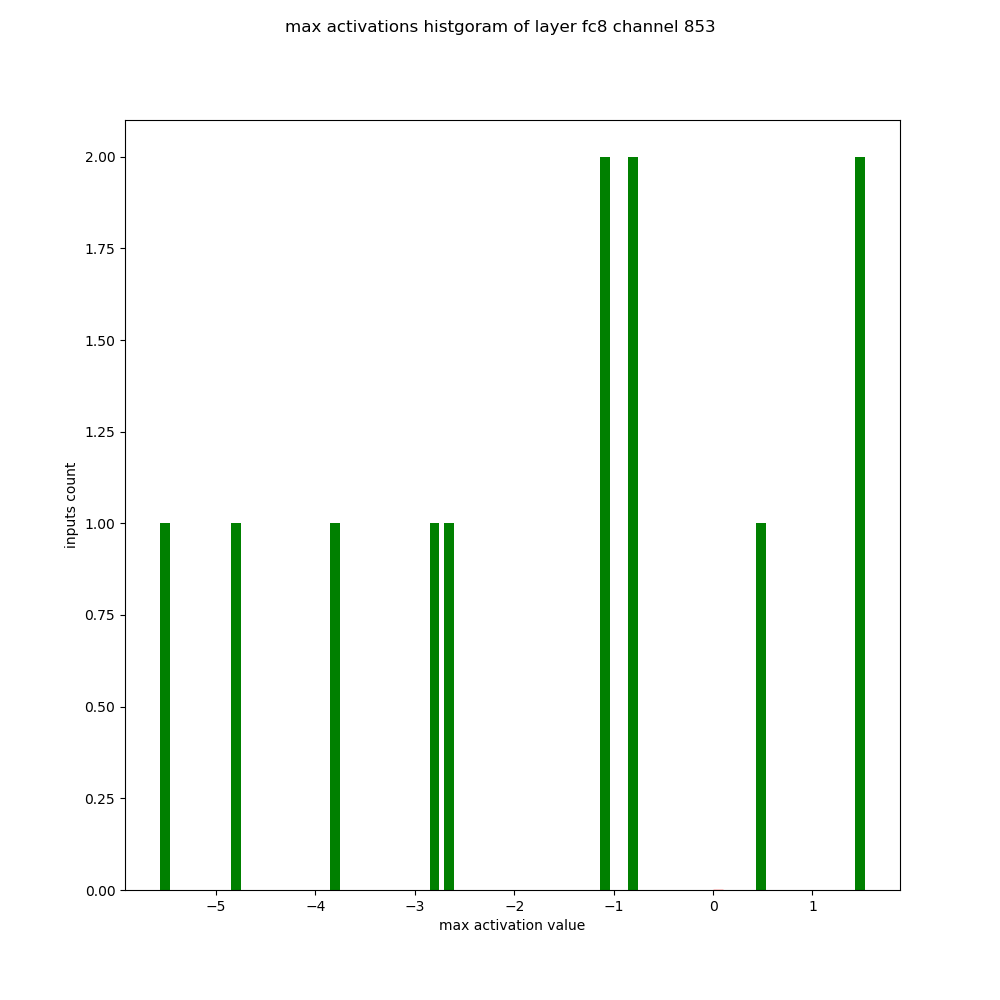 max activations histgoram of layer fc8 channel 853
2.00
1.75
1.50
1.25
1.00
0.75
0.50
0.25
0.00
inputs count
−5 −4 −3 −2 −1 0 1
max activation value